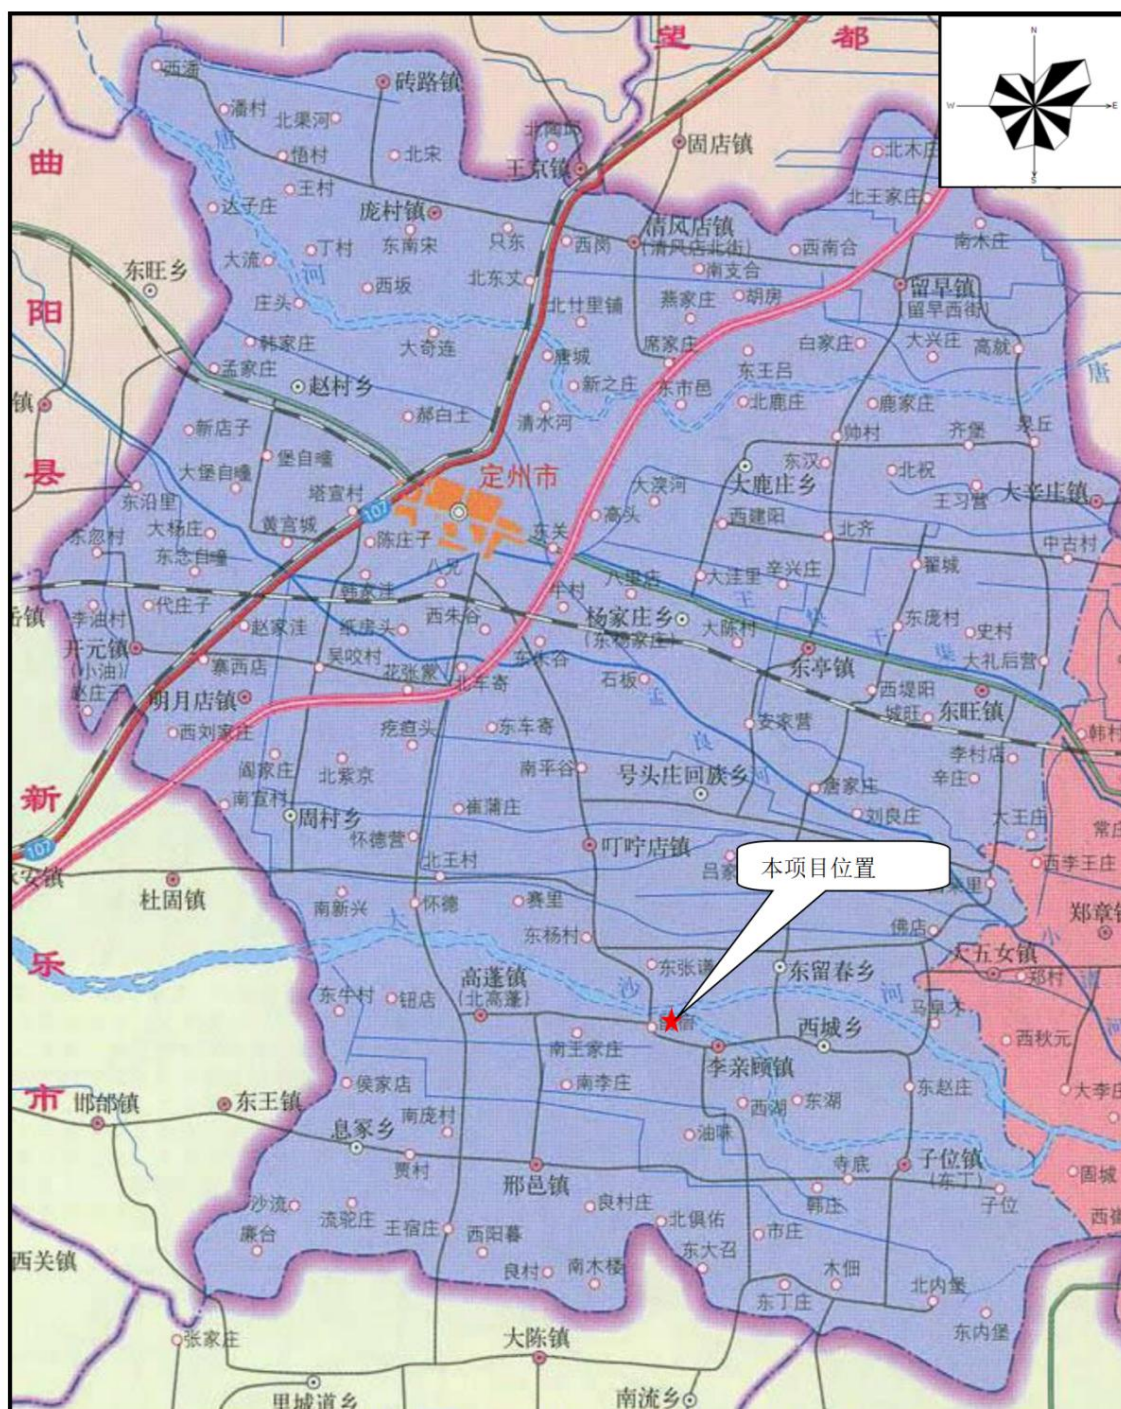 望 都
N
W
E
S
西潘
砖路镇
潘村
北渠河
唐
固店镇
悟村
北宋
王京镇
曲
王村
北王家庄
达子庄
庞村镇
东南宋
只东
西岗
清风店镇
(清风店北街)
西南合
南木庄
丁村
大流
河
北东丈
南支合
东旺乡
西坂
燕家庄
胡房
留早镇
(留早西街)
庄头
北竹里铺
阳
韩家庄
大奇连
唐城
席家庄
白家庄
大兴庄
高就
孟家庄
赵村乡
新之庄
东王吕
唐
镇
郝白土
清水河
东市邑
北鹿庄
鹿家庄
新店子
帅村
齐堡
泉丘
县
堡自疃
定州市
东汉
北祝
大堡自疃
大鹿庄乡
王习营
大辛庄镇
东沿里
塔宣村
大㳇河
107
高头
西建阳
东忽村
大杨庄
黄宫城
陈庄子
东关
北齐
中古村
东念自疃
八里店
大洼里
辛兴庄
翟城
韩家洼
王
李油村
代庄子
西朱谷
牛村
杨家庄乡
(东杨家庄)
快
东庞村
赵家洼
纸房头
大陈村
干
史村
开元镇
(小油)
寨西店
吴咬村
东朱谷
东亭镇
渠
大礼后营
赵庄子
花张蒙
北车寄
石板
孟
西堤阳
明月店镇
城旺
东旺镇
西刘家庄
疙疸头
东车寄
良
安家营
韩村
阎家庄
北紫京
南平谷
号头庄回族乡
河
唐家庄
李村店
辛庄
新
南宣村
周村乡
崔蒲庄
刘良庄
大王庄
107
怀德营
叮咛店镇
北王村
本项目位置
西李王庄
杜固镇
南新兴
怀德
寨里
郑章镇
大
东杨村
佛店
小
乐
高蓬镇
(北高蓬)
东张谦
东留春乡
大五女镇
郑村
东牛村
钮店
沙
河
西城乡
南王家庄
李亲顾镇
西秋元
侯家店
南李庄
东赵庄
大李庄
市
邯邰镇
东王镇
南庞村
西湖
东湖
息冢乡
油味
贾村
邢邑镇
寺底
子位镇
(东丁)
固城
沙流
流驼庄
良村庄
韩庄
子位
廉台
王宿庄
西阳暮
北俱佑
市庄
西关镇
良村
南木楼
东大召
木佃
北内堡
东丁庄
东内堡
张家庄
大陈镇
里城道乡
南流乡